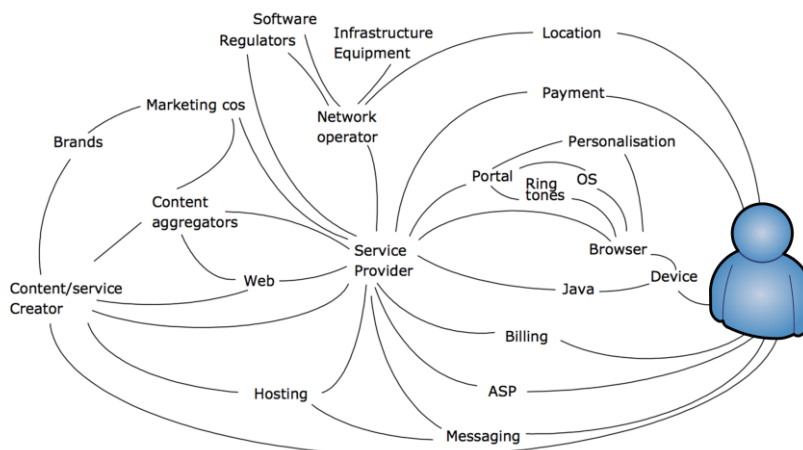 Software
Regulators
Infrastructure
Equipment
Location
Marketing cos
Payment
Network
operator
Brands
Personalisation
Portal
OS
Ring
tones
Content
aggregators
Service
Provider
Browser
Content/service
Creator
Web
Java
Device
Billing
Hosting
ASP
Messaging